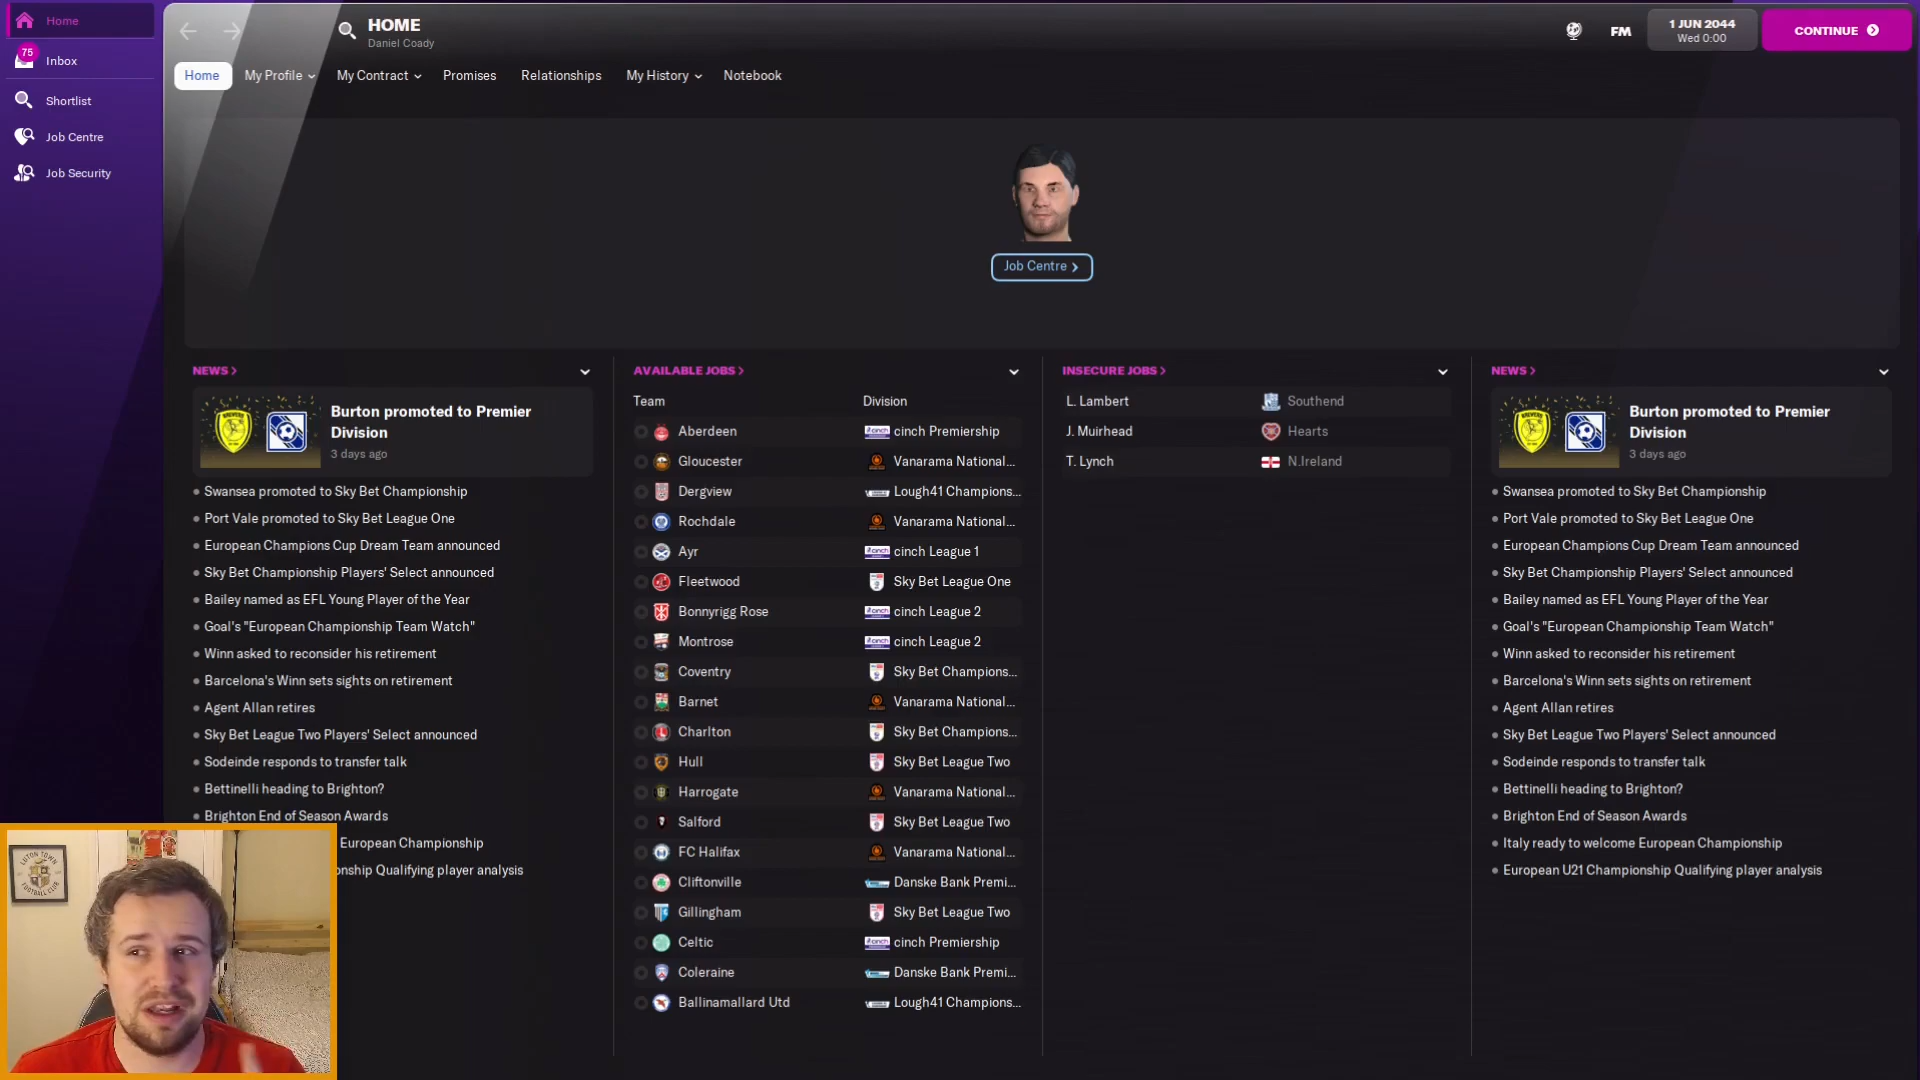 Home
75
Inbox
Shortlist
Job Centre
Job Security
HOME
Daniel Coady
FM
1 JUN 2044
Wed 0:00
CONTINUE
Home
My Profile
My Contract
Promises
Relationships
My History
Notebook
Job Centre >
NEWS >
BREWERS
Burton promoted to Premier
Division
3 days ago
Swansea promoted to Sky Bet Championship
Port Vale promoted to Sky Bet League One
European Champions Cup Dream Team announced
Sky Bet Championship Players' Select announced
Bailey named as EFL Young Player of the Year
Goal's "European Championship Team Watch"
Winn asked to reconsider his retirement
Barcelona's Winn sets sights on retirement
Agent Allan retires
Sky Bet League Two Players' Select announced
Sodeinde responds to transfer talk
Bettinelli heading to Brighton?
Brighton End of Season Awards
European Championship
onship Qualifying player analysis
AVAILABLE JOBS >
Team Division
Aberdeen cinch cinch Premiership
Gloucester Vanarama National...
Dergview Lough41 Champions...
Rochdale Vanarama National...
Ayr cinch cinch League 1
Fleetwood Sky Bet League One
Bonnyrigg Rose cinch cinch League 2
Montrose cinch cinch League 2
Coventry Sky Bet Champions...
Barnet Vanarama National...
Charlton Sky Bet Champions...
Hull Sky Bet League Two
Harrogate Vanarama National...
Salford Sky Bet League Two
FC Halifax Vanarama National...
Cliftonville Danske Bank Premi...
Gillingham Sky Bet League Two
Celtic cinch cinch Premiership
Coleraine Danske Bank Premi...
Ballinamallard Utd Lough41 Champions...
INSECURE JOBS >
L. Lambert Southend
J. Muirhead Hearts
T. Lynch N.Ireland
NEWS >
BREWERS
Burton promoted to Premier
Division
3 days ago
Swansea promoted to Sky Bet Championship
Port Vale promoted to Sky Bet League One
European Champions Cup Dream Team announced
Sky Bet Championship Players' Select announced
Bailey named as EFL Young Player of the Year
Goal's "European Championship Team Watch"
Winn asked to reconsider his retirement
Barcelona's Winn sets sights on retirement
Agent Allan retires
Sky Bet League Two Players' Select announced
Sodeinde responds to transfer talk
Bettinelli heading to Brighton?
Brighton End of Season Awards
Italy ready to welcome European Championship
European U21 Championship Qualifying player analysis
LUTON TOWN
FOOTBALL CLUB